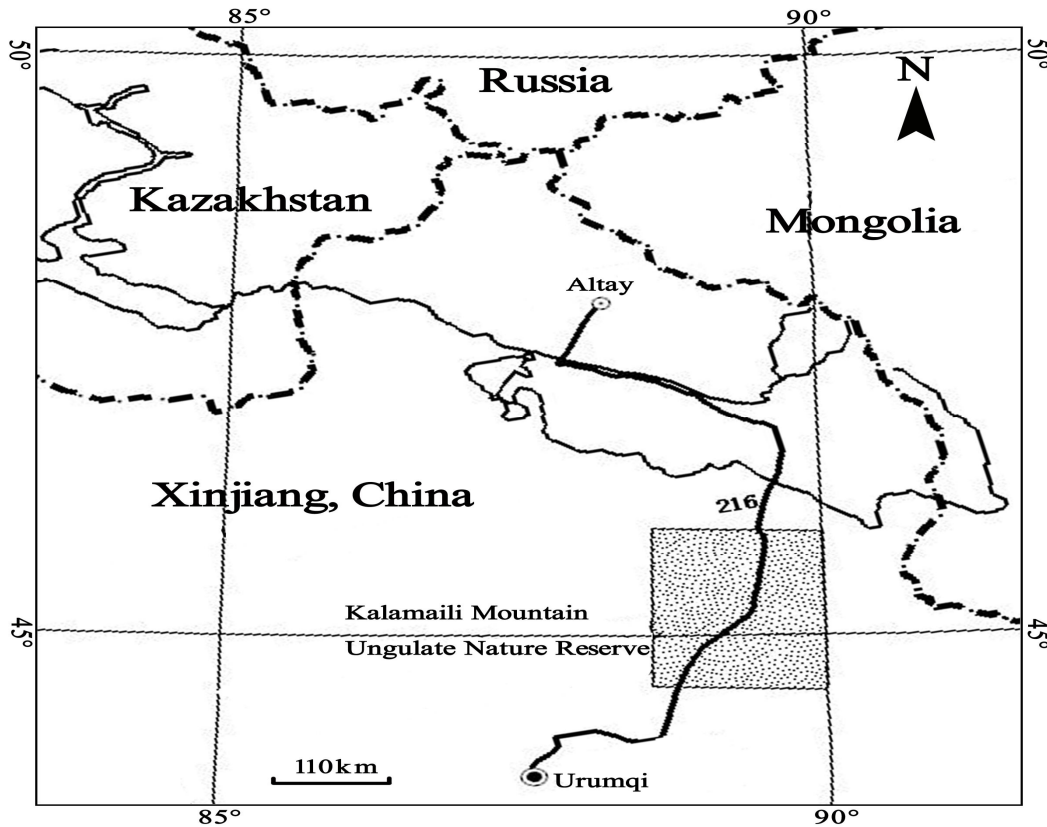 85°
90°
50°
50°
Russia
N
Kazakhstan
Mongolia
Altay
Xinjiang, China
216
Kalamaili Mountain
45°
45°
Ungulate Nature Reserve
110km
Urumqi
85°
90°